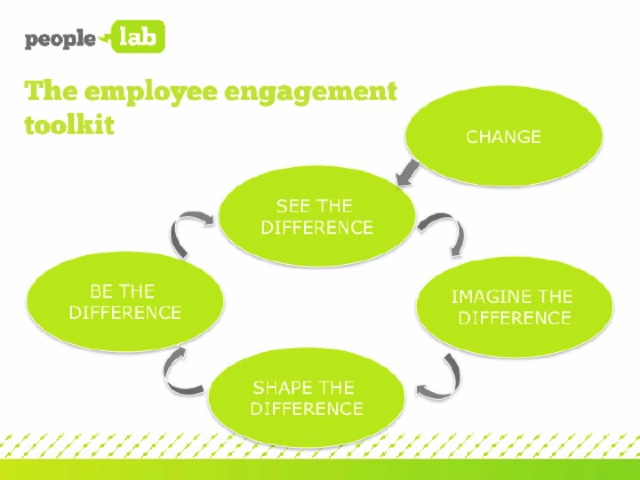 people lab
The employee engagement
toolkit
CHANGE
SEE THE
DIFFERENCE
IMAGINE THE
DIFFERENCE
SHAPE THE
DIFFERENCE
BE THE
DIFFERENCE